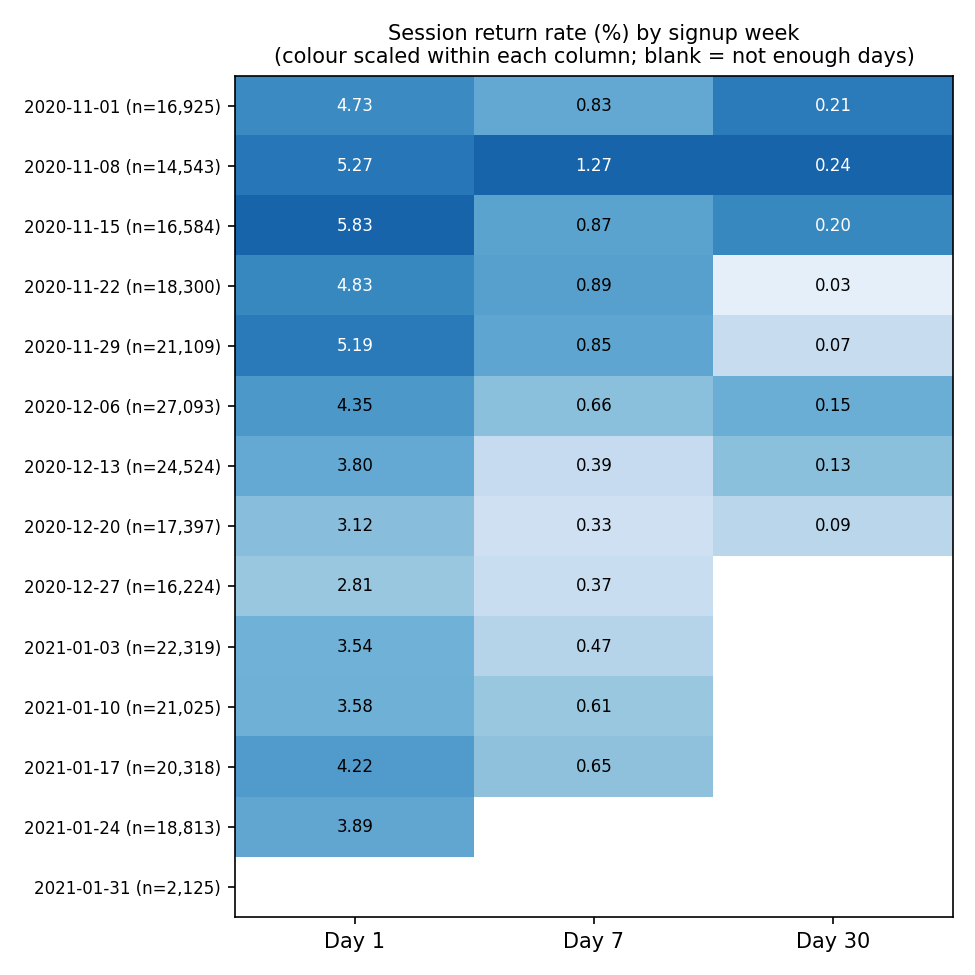 Session return rate (%) by signup week
(colour scaled within each column; blank = not enough days)
2020-11-01 (n=16,925) 4.73 0.83 0.21
2020-11-08 (n=14,543) 5.27 1.27 0.24
2020-11-15 (n=16,584) 5.83 0.87 0.20
2020-11-22 (n=18,300) 4.83 0.89 0.03
2020-11-29 (n=21,109) 5.19 0.85 0.07
2020-12-06 (n=27,093) 4.35 0.66 0.15
2020-12-13 (n=24,524) 3.80 0.39 0.13
2020-12-20 (n=17,397) 3.12 0.33 0.09
2020-12-27 (n=16,224) 2.81 0.37
2021-01-03 (n=22,319) 3.54 0.47
2021-01-10 (n=21,025) 3.58 0.61
2021-01-17 (n=20,318) 4.22 0.65
2021-01-24 (n=18,813) 3.89
2021-01-31 (n=2,125)
Day 1 Day 7 Day 30